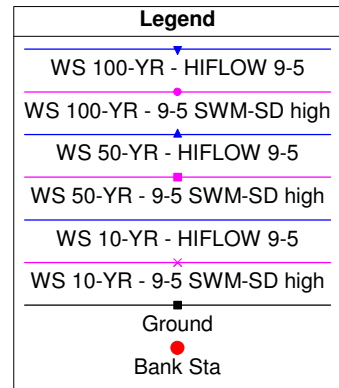 Legend
WS 100-YR - HIFLOW 9-5
WS 100-YR - 9-5 SWM-SD high
WS 50-YR - HIFLOW 9-5
WS 50-YR - 9-5 SWM-SD high
WS 10-YR - HIFLOW 9-5
WS 10-YR - 9-5 SWM-SD high
Ground
Bank Sta